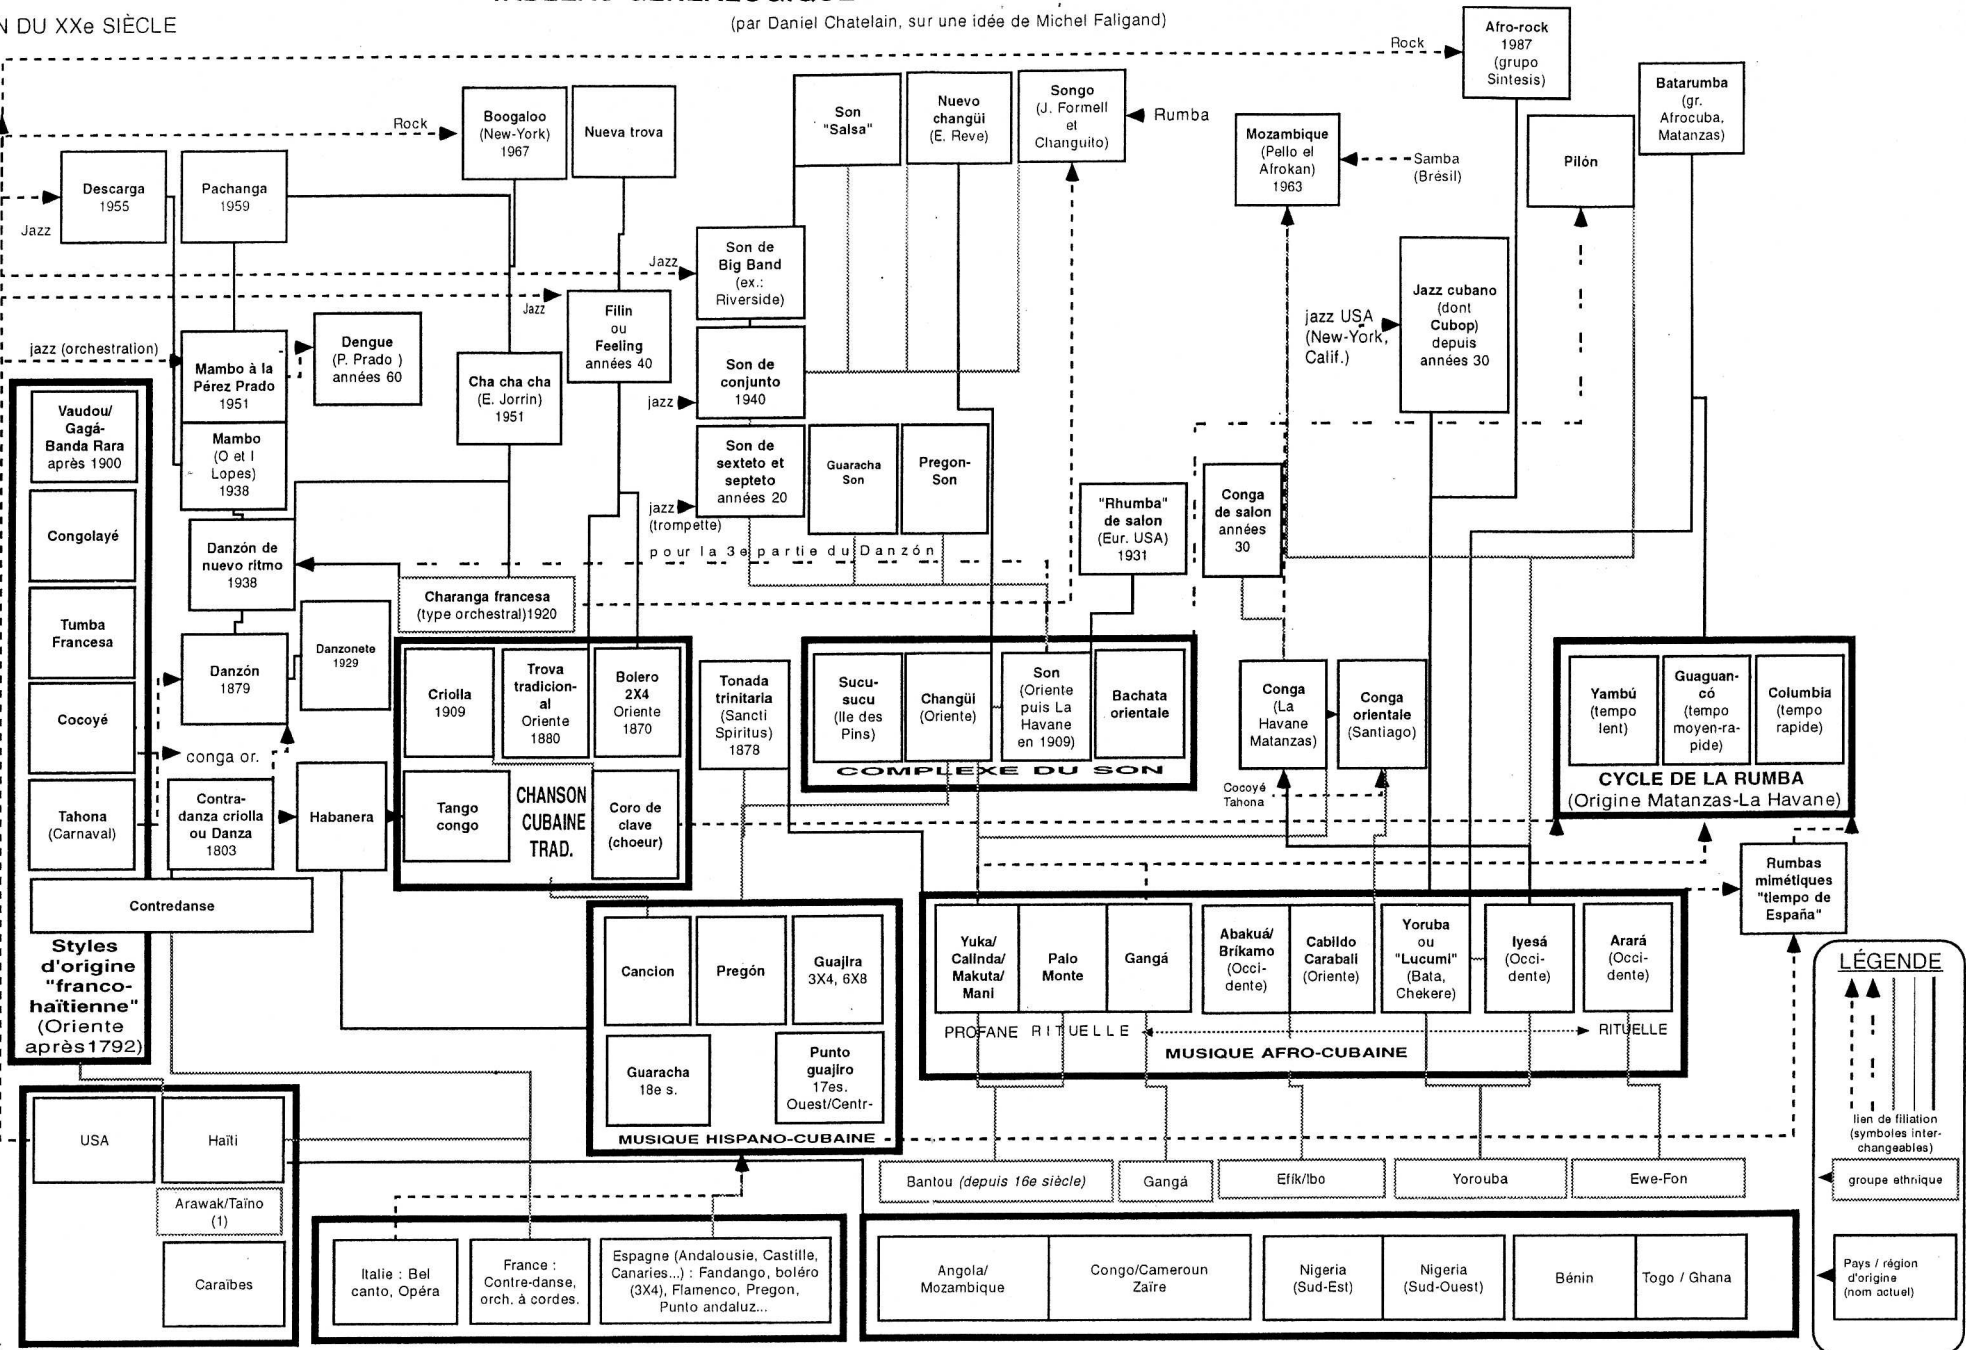 N DU XXe SIÈCLE
(par Daniel Chatelain, sur une idée de Michel Faligand)
Rock
Afro-rock
1987
(grupo
Sintesis)
Batarumba
(gr.
Afrocuba,
Matanzas)
Rock
Boogaloo
(New-York)
1967
Nueva trova
Son
"Salsa"
Nuevo
changüi
(E. Reve)
Songo
(J. Formell
et
Changuito)
Rumba
Mozambique
(Pello el
Afrokan)
1963
Samba
(Brésil)
Pilón
Descarga
1955
Pachanga
1959
Jazz
Jazz
Son de
Big Band
(ex.:
Riverside)
Jazz
Filin
ou
Feeling
années 40
jazz USA
(New-York,
Calif.)
Jazz cubano
(dont
Cubop)
depuis
années 30
jazz (orchestration)
Mambo à la
Pérez Prado
1951
Dengue
(P. Prado )
années 60
Cha cha cha
(E. Jorrin)
1951
jazz
Son de
conjunto
1940
Vaudou/
Gagá-
Banda Rara
après 1900
Mambo
(O et I
Lopes)
1938
Son de
sexteto et
septeto
années 20
Guaracha
Son
Pregon-
Son
jazz
(trompette)
"Rhumba"
de salon
(Eur. USA)
1931
Conga
de salon
années
30
Congolayé
Danzón de
nuevo ritmo
1938
pour la 3e partie du Danzón
Charanga francesa
(type orchestral)1920
Tumba
Francesa
Danzón
1879
Danzonete
1929
Criolla
1909
Trova
tradicion-
al
Oriente
1880
Bolero
2X4
Oriente
1870
Tonada
trinitaria
(Sancti
Spiritus)
1878
Sucu-
sucu
(Ile des
Pins)
Changüi
(Oriente)
Son
(Oriente
puis La
Havane
en 1909)
Bachata
orientale
COMPLEXE DU SON
Conga
(La
Havane
Matanzas)
Conga
orientale
(Santiago)
Yambú
(tempo
lent)
Guaguan-
có
(tempo
moyen-ra-
pide)
Columbia
(tempo
rapide)
CYCLE DE LA RUMBA
(Origine Matanzas-La Havane)
Cocoyé
conga or.
Cocoyé
Tahona
Tahona
(Carnaval)
Contra-
danza criolla
ou Danza
1803
Habanera
Tango
congo
CHANSON
CUBAINE
TRAD.
Coro de
clave
(choeur)
Rumbas
mimétiques
"tiempo de
España"
Contredanse
Styles
d'origine
"franco-
haïtienne"
(Oriente
après1792)
Cancion
Pregón
Guajira
3X4, 6X8
Guaracha
18e s.
Punto
guajiro
17es.
Ouest/Centr-
MUSIQUE HISPANO-CUBAINE
Yuka/
Calinda/
Makuta/
Mani
Palo
Monte
Gangá
Abakuá/
Bríkamo
(Occi-
dente)
Cabildo
Carabali
(Oriente)
Yoruba
ou
"Lucumi"
(Bata,
Chekere)
Iyesá
(Occi-
dente)
Arará
(Occi-
dente)
PROFANE RITUELLE RITUELLE
MUSIQUE AFRO-CUBAINE
LÉGENDE
lien de filiation
(symboles inter-
changeables)
groupe ethnique
Pays / région
d'origine
(nom actuel)
USA
Haïti
Arawak/Taïno
(1)
Caraïbes
Bantou (depuis 16e siècle)
Gangá
Efik/Ibo
Yorouba
Ewe-Fon
Italie : Bel
canto, Opéra
France :
Contre-danse,
orch. à cordes.
Espagne (Andalousie, Castille,
Canaries...) : Fandango, boléro
(3X4), Flamenco, Pregon,
Punto andaluz...
Angola/
Mozambique
Congo/Cameroun
Zaïre
Nigeria
(Sud-Est)
Nigeria
(Sud-Ouest)
Bénin
Togo / Ghana